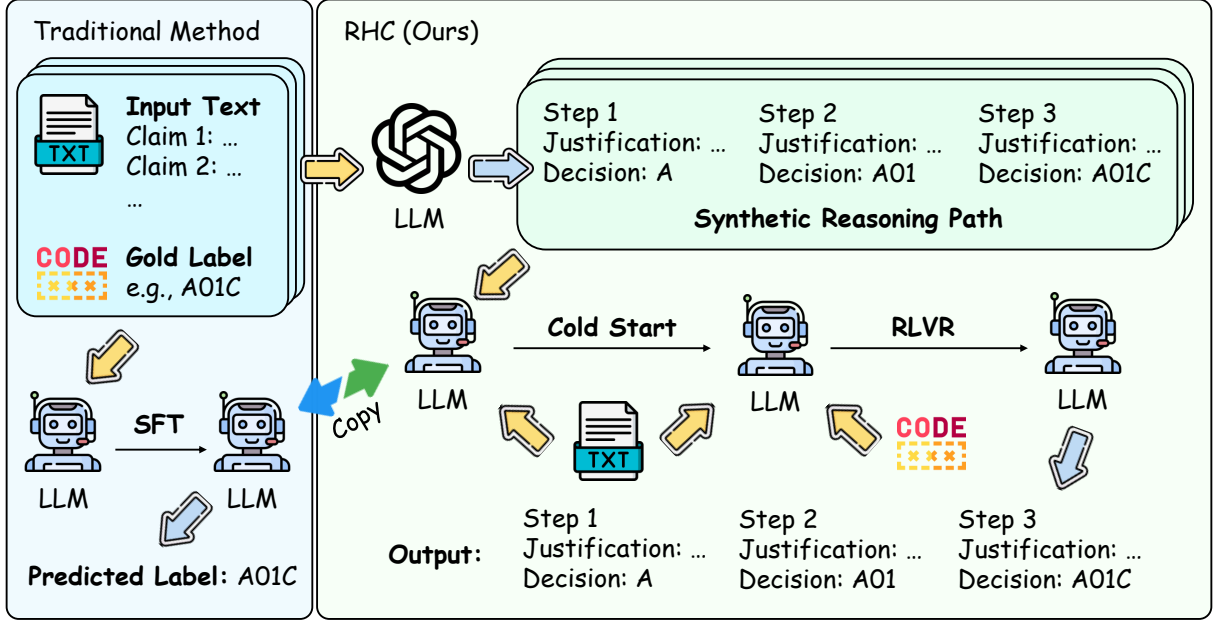 Traditional Method
Input Text
Claim 1: ...
Claim 2: ...
...
TXT
CODE
Gold Label
e.g., A01C
LLM
SFT
LLM
Predicted Label: A01C
RHC (Ours)
LLM
Step 1
Justification: ...
Decision: A
Step 2
Justification: ...
Decision: A01
Step 3
Justification: ...
Decision: A01C
Synthetic Reasoning Path
LLM
Cold Start
LLM
RLVR
LLM
Copy
TXT
CODE
Output:
Step 1
Justification: ...
Decision: A
Step 2
Justification: ...
Decision: A01
Step 3
Justification: ...
Decision: A01C